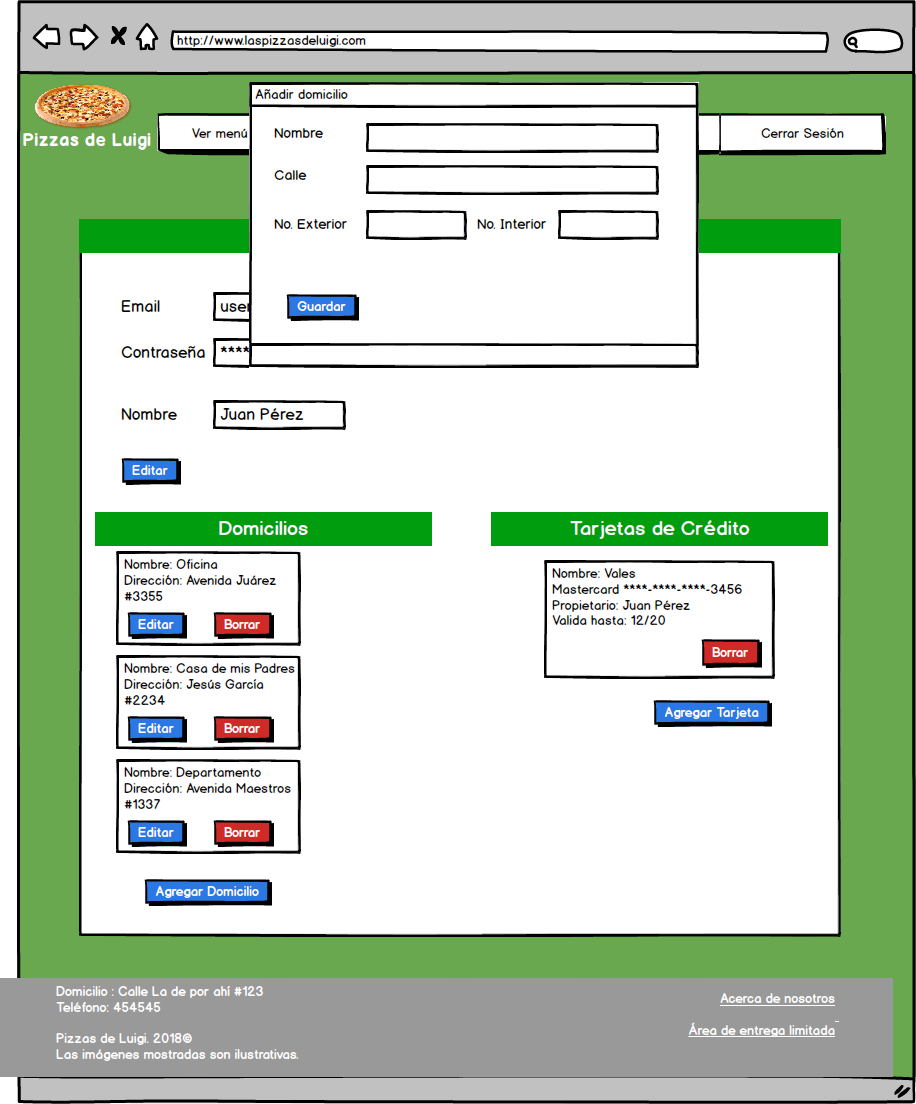 http://www.laspizzasdeluigi.com
Añadir domicilio
Pizzas de Luigi
Ver menú
Cerrar Sesión
Nombre
Calle
No. Exterior
No. Interior
Guardar
Email
user
Contraseña
****
Nombre
Juan Pérez
Editar
Domicilios
Nombre: Oficina
Dirección: Avenida Juárez
#3355
Editar
Borrar
Nombre: Casa de mis Padres
Dirección: Jesús García
#2234
Editar
Borrar
Nombre: Departamento
Dirección: Avenida Maestros
#1337
Editar
Borrar
Agregar Domicilio
Tarjetas de Crédito
Nombre: Vales
Mastercard ****-****-****-3456
Propietario: Juan Pérez
Valida hasta: 12/20
Borrar
Agregar Tarjeta
Domicilio : Calle La de por ahí #123
Teléfono: 454545
Pizzas de Luigi. 2018©
Las imágenes mostradas son ilustrativas.
Acerca de nosotros
Área de entrega limitada